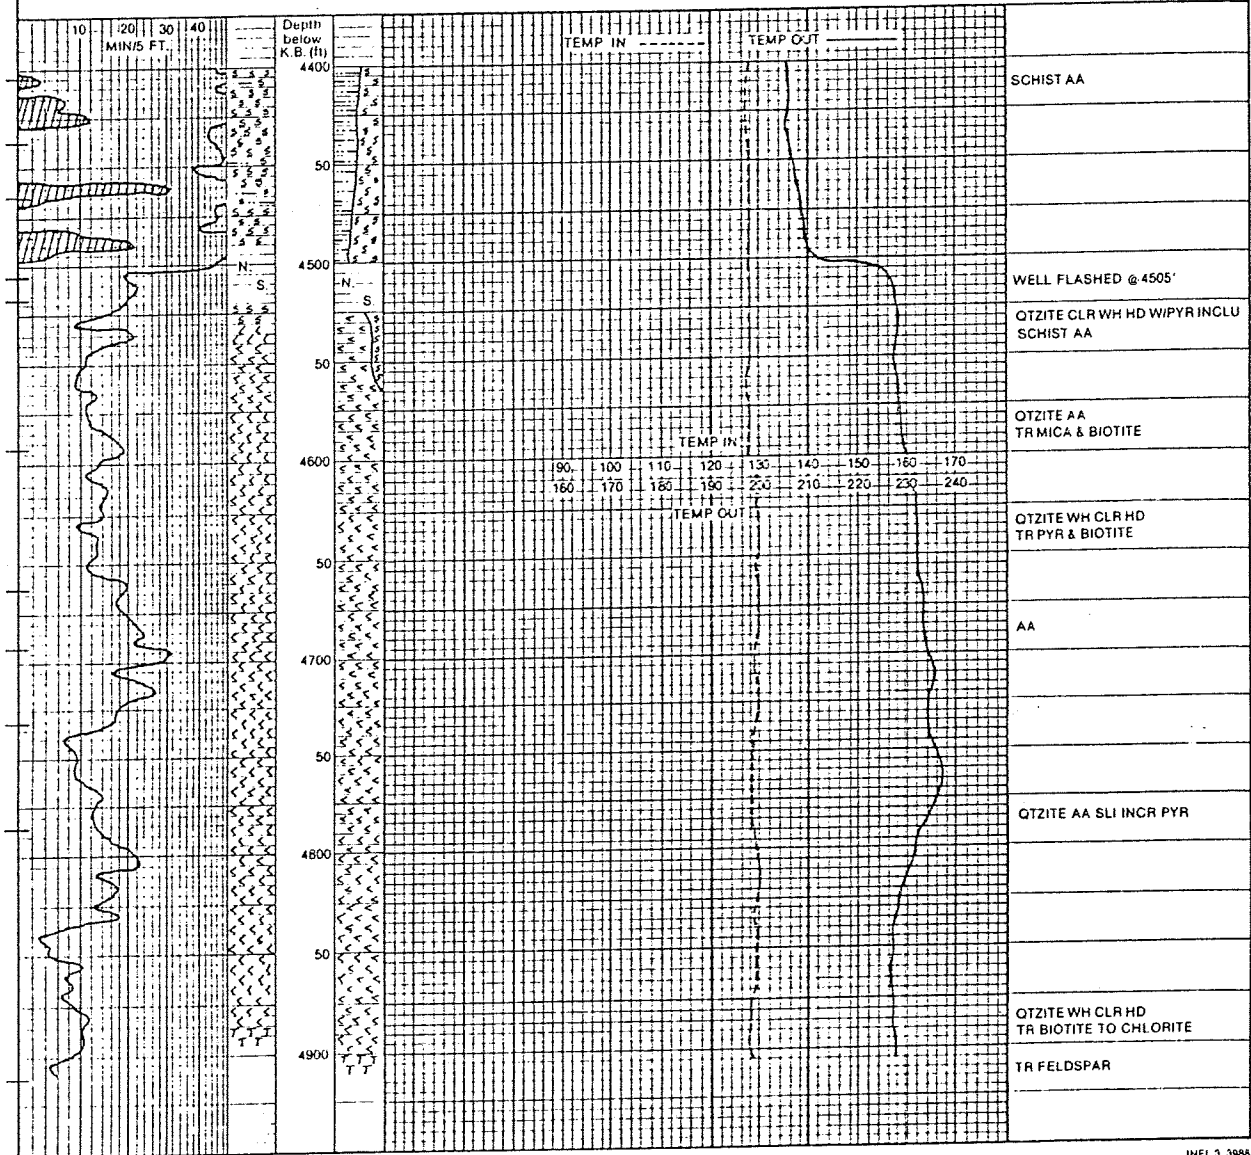 10 20 30 40
MIN/5 FT.
Depth
below
K.B. (ft)
TEMP IN TEMP OUT
4400
SCHIST AA
50
4500
N.
S.
N.
S
WELL FLASHED @ 4505'
QTZITE CLR WH HD W/PYR INCLU
SCHIST AA
50
QTZITE AA
TR MICA & BIOTITE
TEMP IN
4600
90 100 110 120 130 140 150 160 170
160 170 180 190 200 210 220 230 240
TEMP OUT
QTZITE WH CLR HD
TR PYR & BIOTITE
50
AA
4700
50
QTZITE AA SLI INCR PYR
4800
50
QTZITE WH CLR HD
TR BIOTITE TO CHLORITE
4900
TR FELDSPAR
T T T
T T
INEL 3 3988